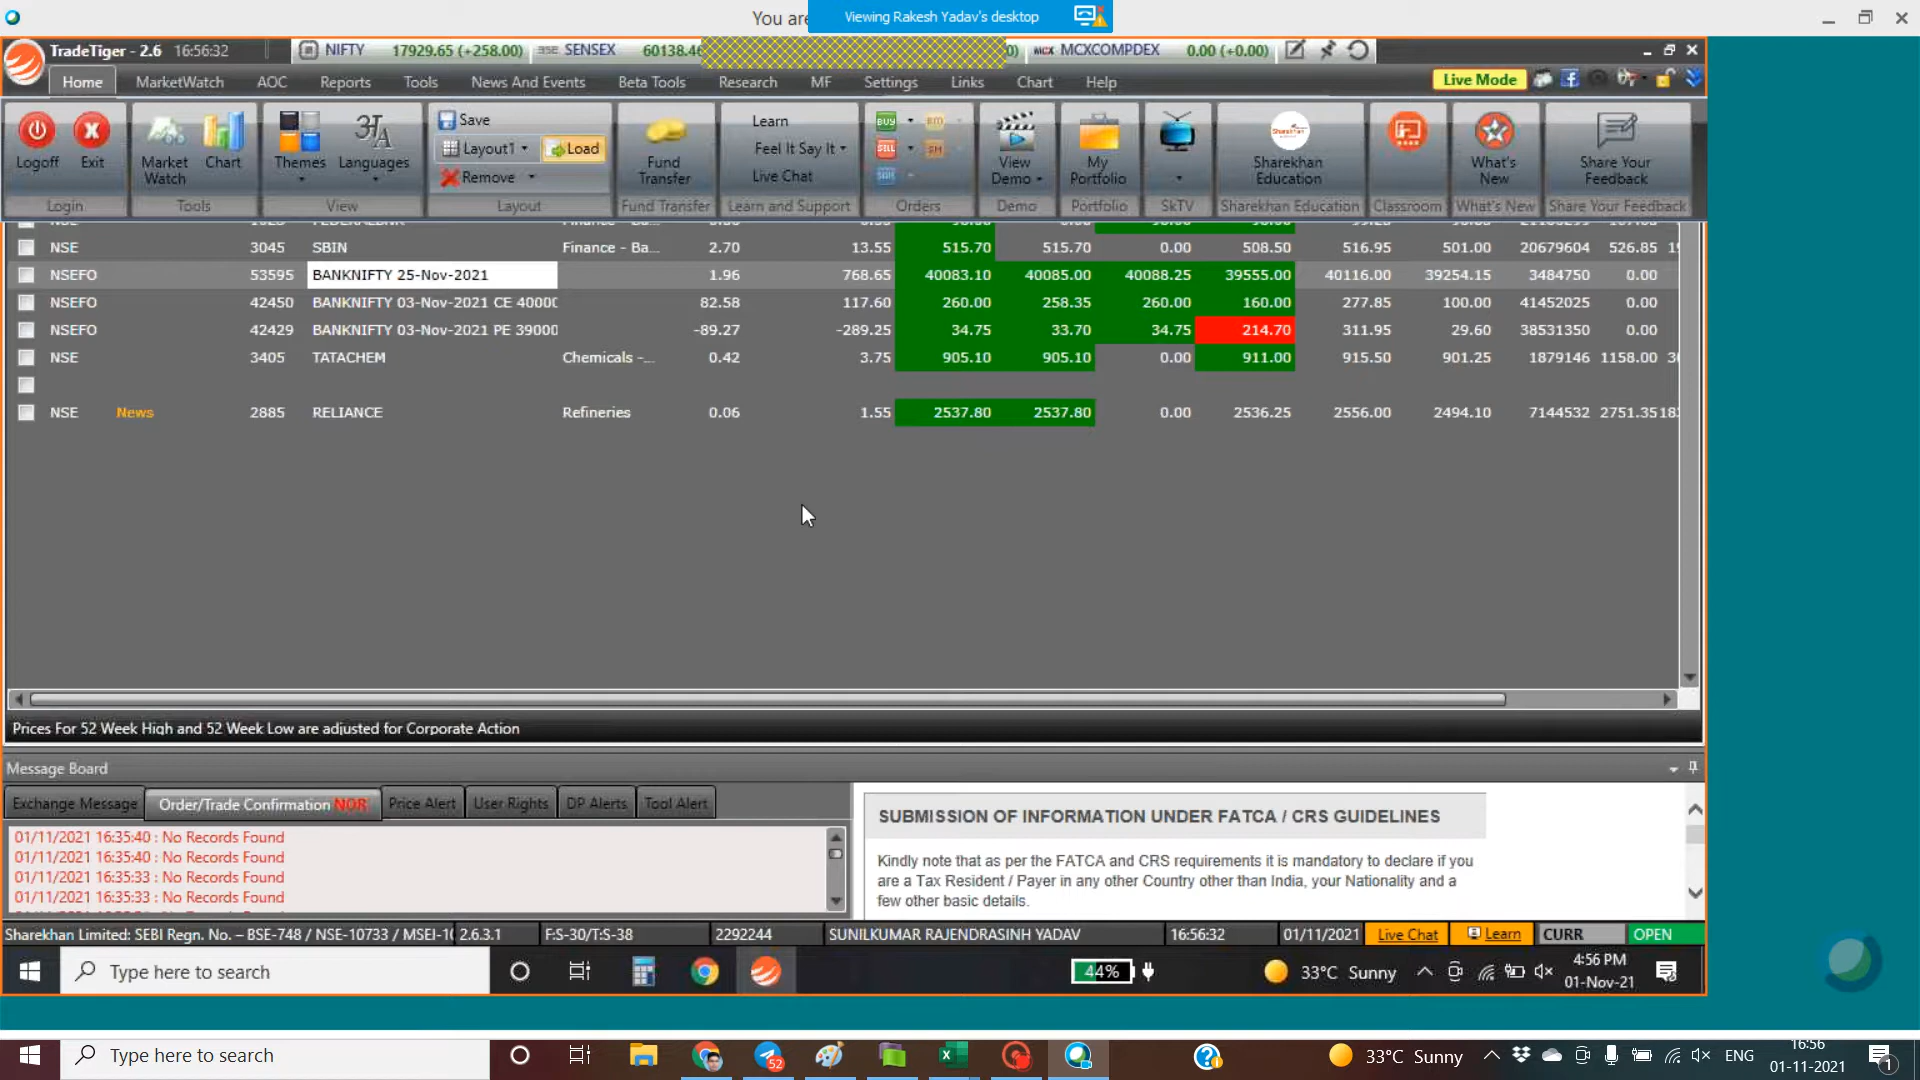 You are
Viewing Rakesh Yadav's desktop
TradeTiger - 2.6 16:56:32
NIFTY 17929.65 (+258.00) SENSEX 60138.46
MCXCOMPDEX 0.00 (+0.00)
Home MarketWatch AOC Reports Tools News And Events Beta Tools Research MF Settings Links Chart Help
Live Mode
Logoff Exit
Login
Market Watch Chart
Tools
Themes Languages
View
Save
Layout1 Load
Remove
Layout
Fund Transfer
Fund Transfer
Learn
Feel It Say It
Live Chat
Learn and Support
BUY
SELL
Orders
View Demo
Demo
My Portfolio
Portfolio
SkTV
Sharekhan Education
Sharekhan Education
Classroom
What's New
What's New
Share Your Feedback
Share Your Feedback
NSE 3045 SBIN Finance - Ba... 2.70 13.55 515.70 515.70 0.00 508.50 516.95 501.00 20679604 526.85
NSEFO 53595 BANKNIFTY 25-Nov-2021 1.96 768.65 40083.10 40085.00 40088.25 39555.00 40116.00 39254.15 3484750 0.00
NSEFO 42450 BANKNIFTY 03-Nov-2021 CE 4000 82.58 117.60 260.00 258.35 260.00 160.00 277.85 100.00 41452025 0.00
NSEFO 42429 BANKNIFTY 03-Nov-2021 PE 3900 -89.27 -289.25 34.75 33.70 34.75 214.70 311.95 29.60 38531350 0.00
NSE 3405 TATACHEM Chemicals -... 0.42 3.75 905.10 905.10 0.00 911.00 915.50 901.25 1879146 1158.00
NSE News 2885 RELIANCE Refineries 0.06 1.55 2537.80 2537.80 0.00 2536.25 2556.00 2494.10 7144532 2751.35
Prices For 52 Week High and 52 Week Low are adjusted for Corporate Action
Message Board
Exchange Message Order/Trade Confirmation NOR Price Alert User Rights DP Alerts Tool Alert
01/11/2021 16:35:40 : No Records Found
01/11/2021 16:35:40 : No Records Found
01/11/2021 16:35:33 : No Records Found
01/11/2021 16:35:33 : No Records Found
SUBMISSION OF INFORMATION UNDER FATCA / CRS GUIDELINES
Kindly note that as per the FATCA and CRS requirements it is mandatory to declare if you
are a Tax Resident / Payer in any other Country other than India, your Nationality and a
few other basic details.
Sharekhan Limited: SEBI Regn. No. – BSE-748 / NSE-10733 / MSEI-1 2.6.3.1 F:S-30/T:S-38 2292244 SUNILKUMAR RAJENDRASINH YADAV 16:56:32 01/11/2021 Live Chat Learn CURR OPEN
Type here to search 44% 33°C Sunny 4:56 PM
01-Nov-21
Type here to search 52 33°C Sunny ENG 16:56
01-11-2021 1